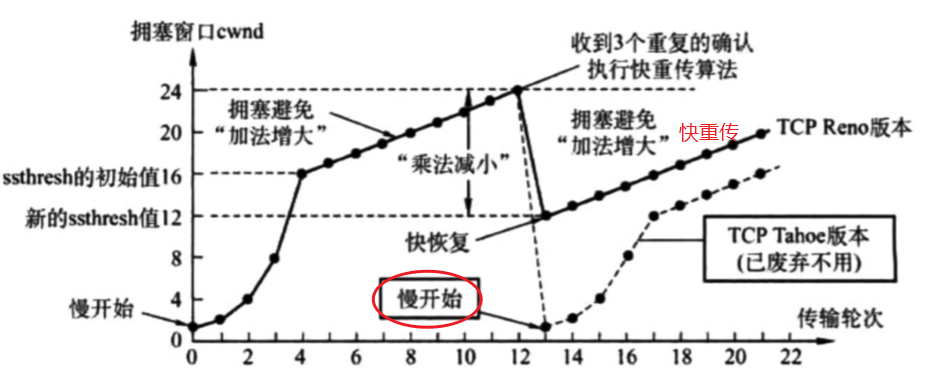 拥塞窗口cwnd
收到3个重复的确认
执行快重传算法
24
拥塞避免
“加法增大”
拥塞避免
“加法增大”
快重传
TCP Reno版本
20
“乘法减小”
ssthresh的初始值16
新的ssthresh值12
快恢复
TCP Tahoe版本
(已废弃不用)
8
慢开始
4
慢开始
传输轮次
0
0 2 4 6 8 10 12 14 16 18 20 22